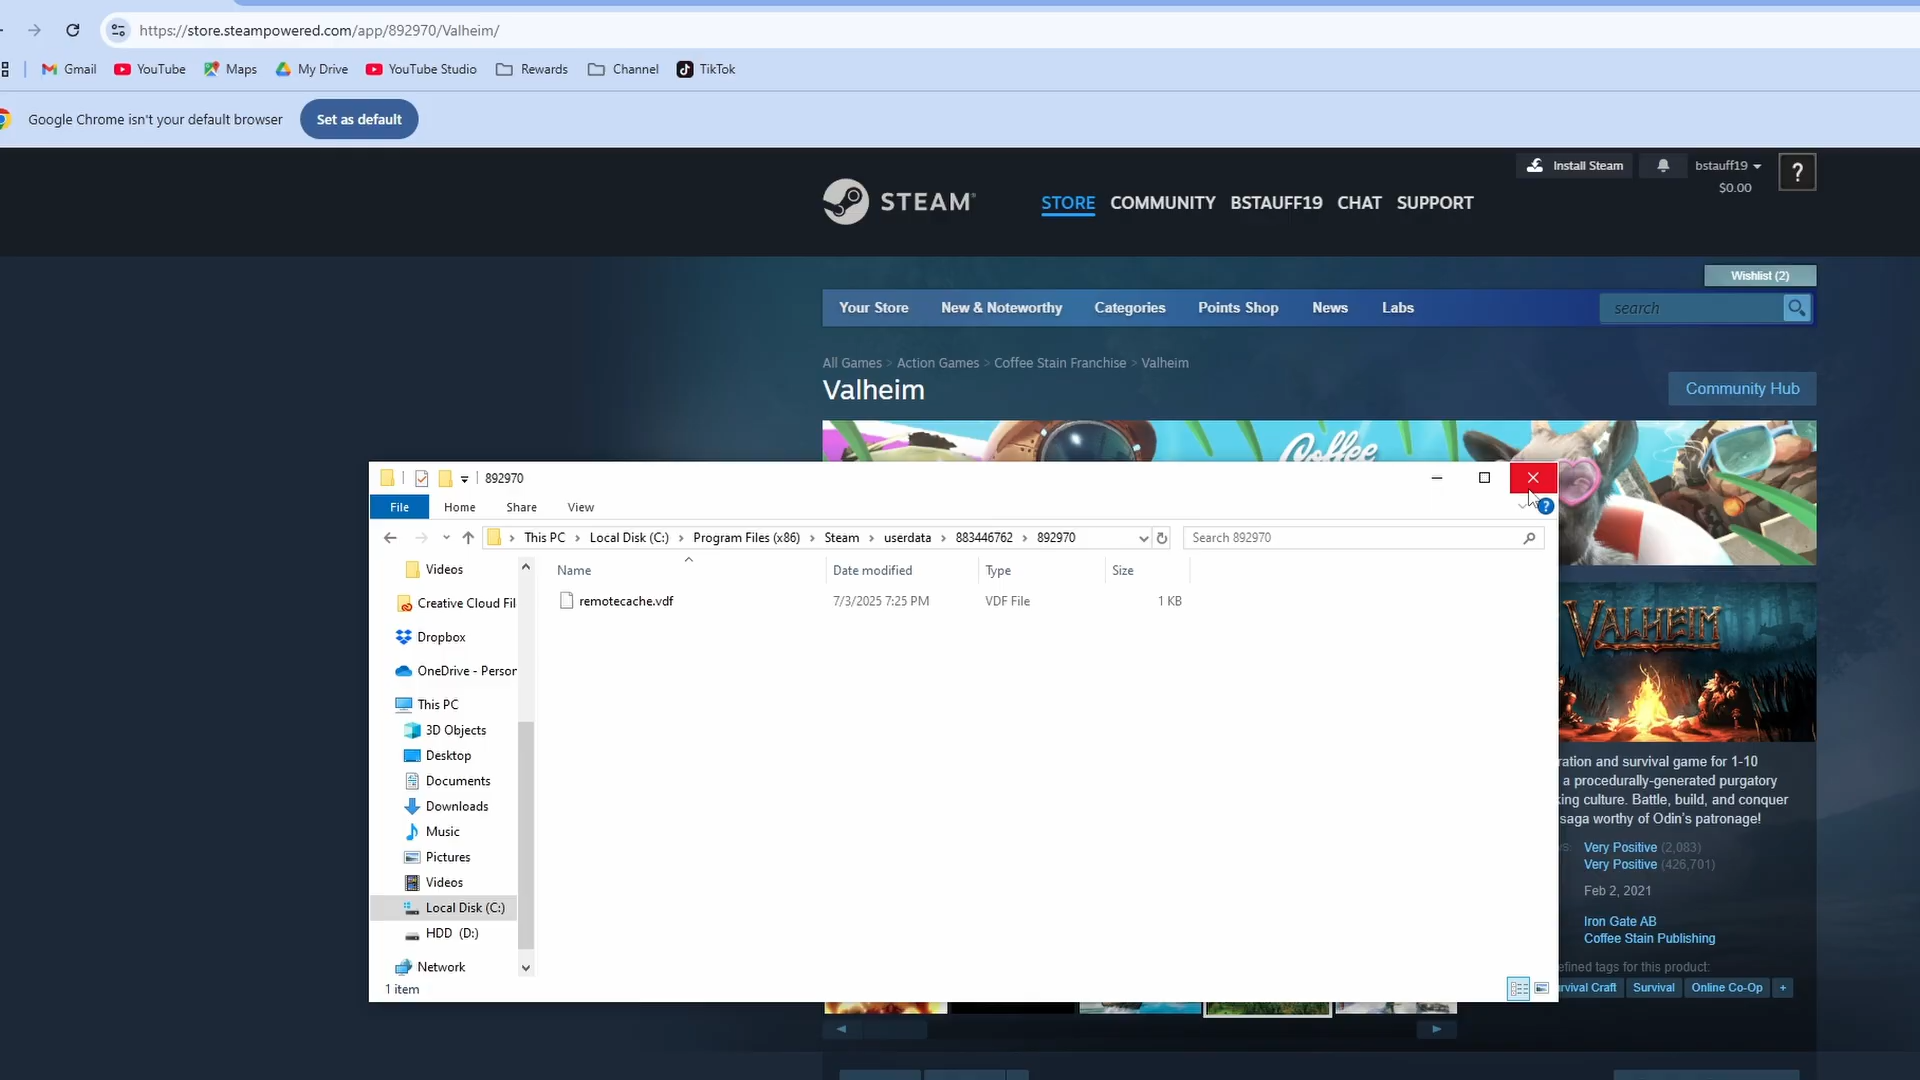 https://store.steampowered.com/app/892970/Valheim/
Gmail YouTube Maps My Drive YouTube Studio Rewards Channel TikTok
Google Chrome isn't your default browser Set as default
Install Steam bstauff19 ?
$0.00
STEAM® STORE COMMUNITY BSTAUFF19 CHAT SUPPORT
Wishlist (2)
Your Store New & Noteworthy Categories Points Shop News Labs search
All Games > Action Games > Coffee Stain Franchise > Valheim
Valheim
Community Hub
Coffee
892970
File Home Share View ?
This PC > Local Disk (C:) > Program Files (x86) > Steam > userdata > 883446762 > 892970 Search 892970
Name Date modified Type Size
remotecache.vdf 7/3/2025 7:25 PM VDF File 1 KB
Videos
Creative Cloud Fil
Dropbox
OneDrive - Person
This PC
3D Objects
Desktop
Documents
Downloads
Music
Pictures
Videos
Local Disk (C:)
HDD (D:)
Network
1 item
VALHEIM
ration and survival game for 1-10
a procedurally-generated purgatory
king culture. Battle, build, and conquer
saga worthy of Odin's patronage!
Very Positive (2,083)
Very Positive (426,701)
Feb 2, 2021
Iron Gate AB
Coffee Stain Publishing
efined tags for this product:
urvival Craft Survival Online Co-Op +